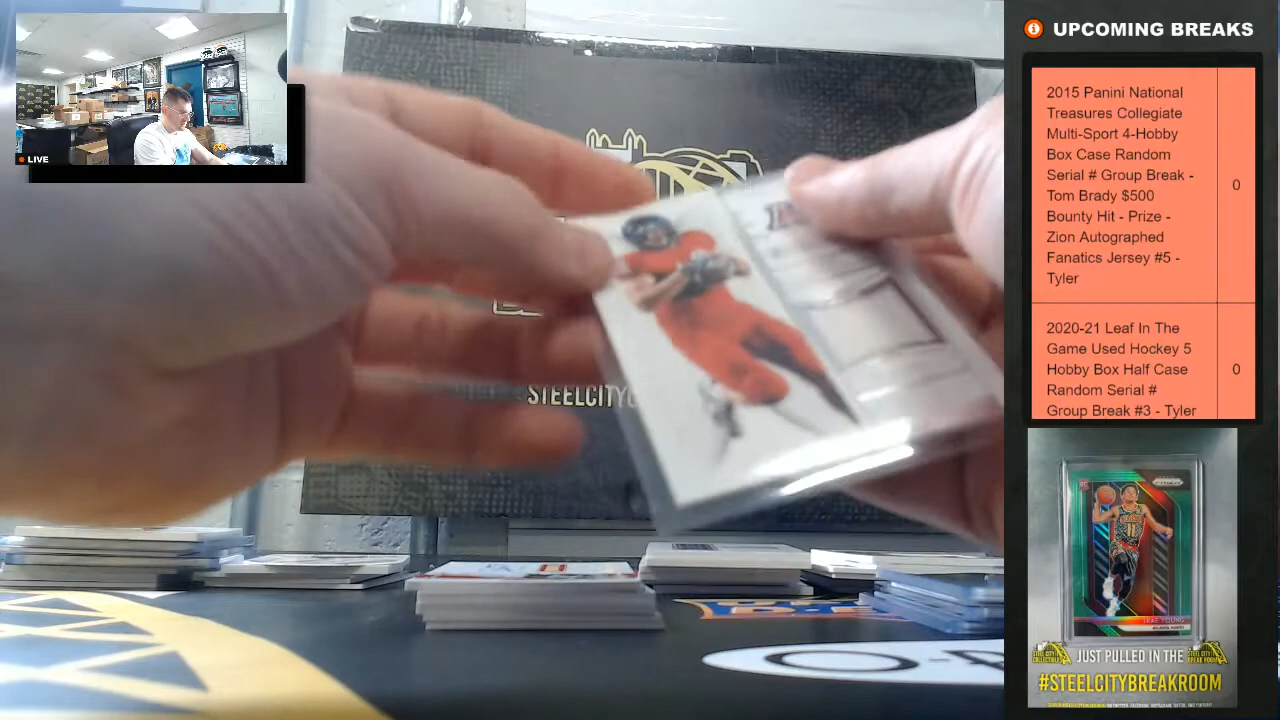 LIVE
STEELCITY
i UPCOMING BREAKS
2015 Panini National
Treasures Collegiate
Multi-Sport 4-Hobby
Box Case Random
Serial # Group Break -
Tom Brady $500
Bounty Hit - Prize -
Zion Autographed
Fanatics Jersey #5 -
Tyler
0
2020-21 Leaf In The
Game Used Hockey 5
Hobby Box Half Case
Random Serial #
Group Break #3 - Tyler
0
PRIZM
TRAE YOUNG
ATLANTA HAWKS
JUST PULLED IN THE
#STEELCITYBREAKROOM